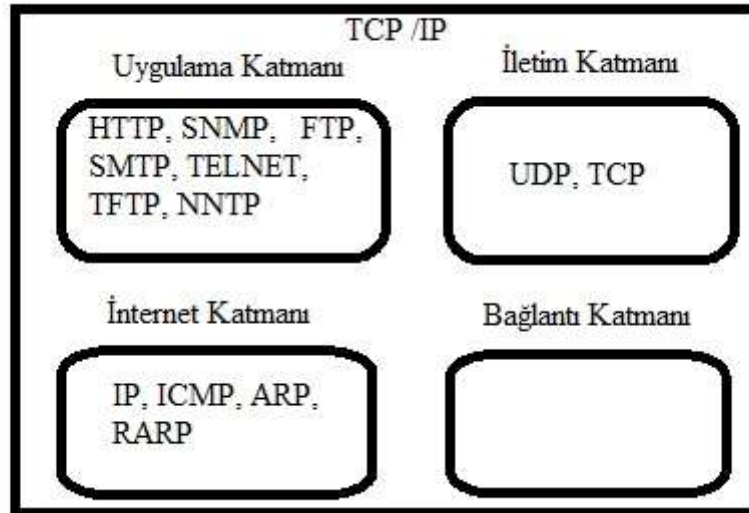 TCP /IP
Uygulama Katmanı
İletim Katmanı
HTTP, SNMP, FTP,
SMTP, TELNET,
TFTP, NNTP
UDP, TCP
İnternet Katmanı
Bağlantı Katmanı
IP, ICMP, ARP,
RARP